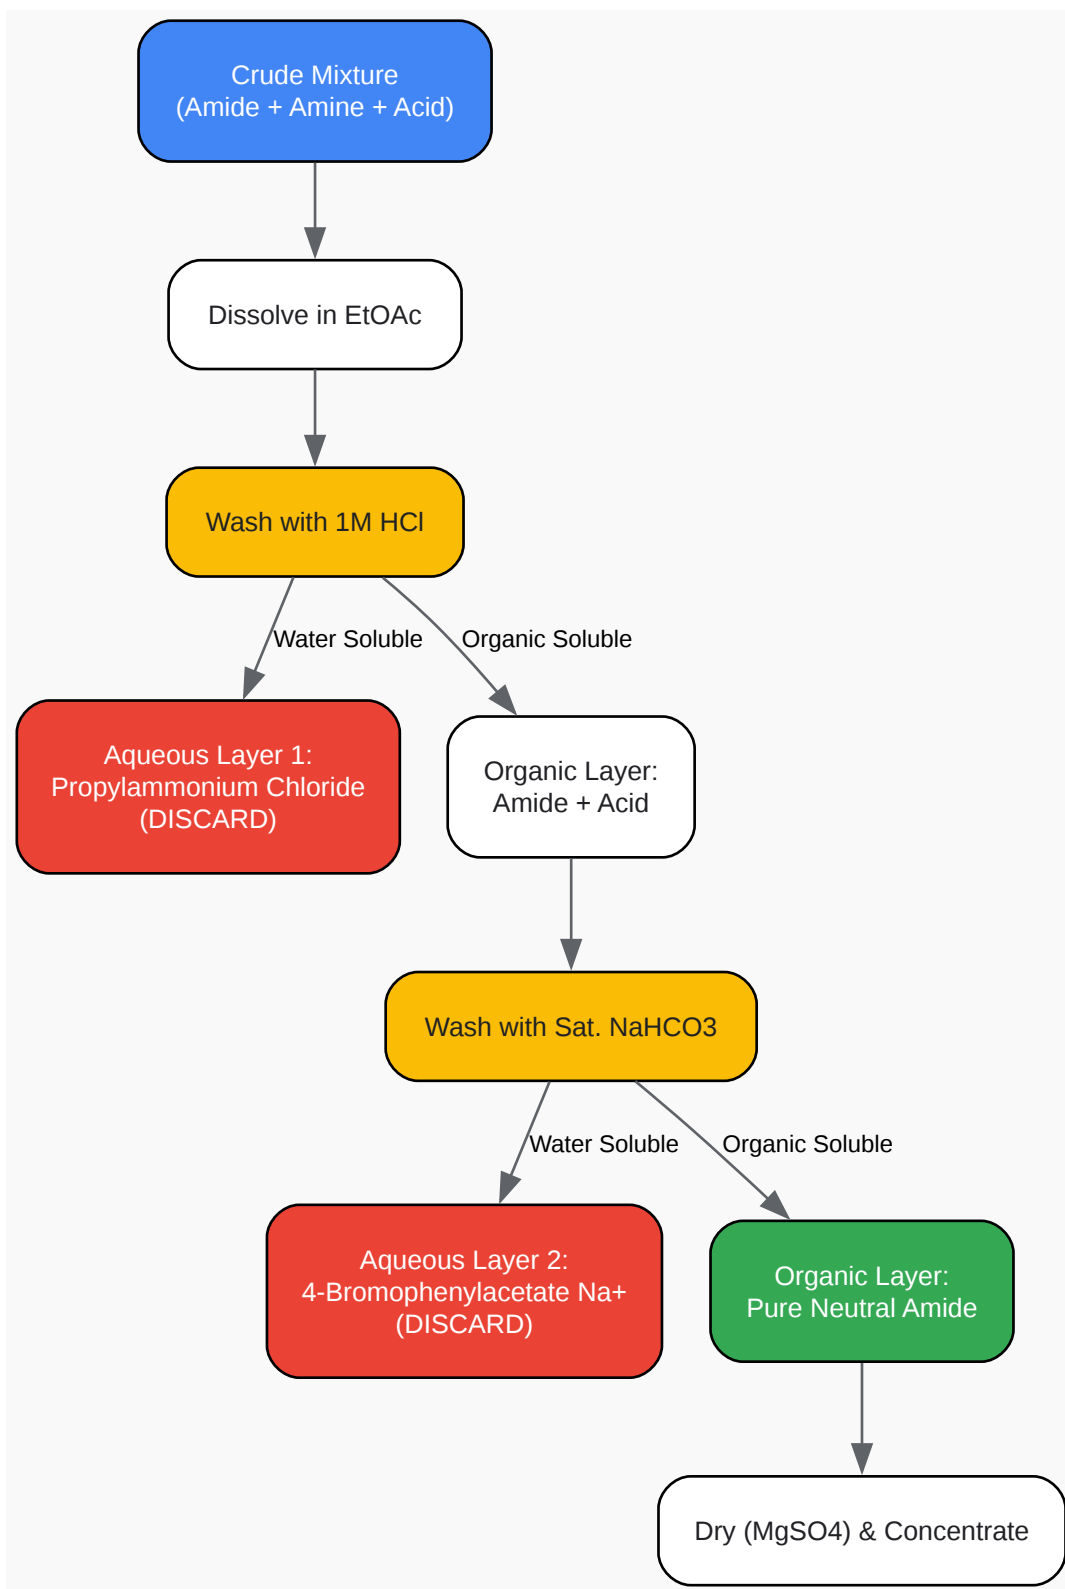 Crude Mixture
(Amide + Amine + Acid)
Dissolve in EtOAc
Wash with 1M HCl
Water Soluble
Organic Soluble
Aqueous Layer 1:
Propylammonium Chloride
(DISCARD)
Organic Layer:
Amide + Acid
Wash with Sat. NaHCO3
Water Soluble
Organic Soluble
Aqueous Layer 2:
4-Bromophenylacetate Na+
(DISCARD)
Organic Layer:
Pure Neutral Amide
Dry (MgSO4) & Concentrate